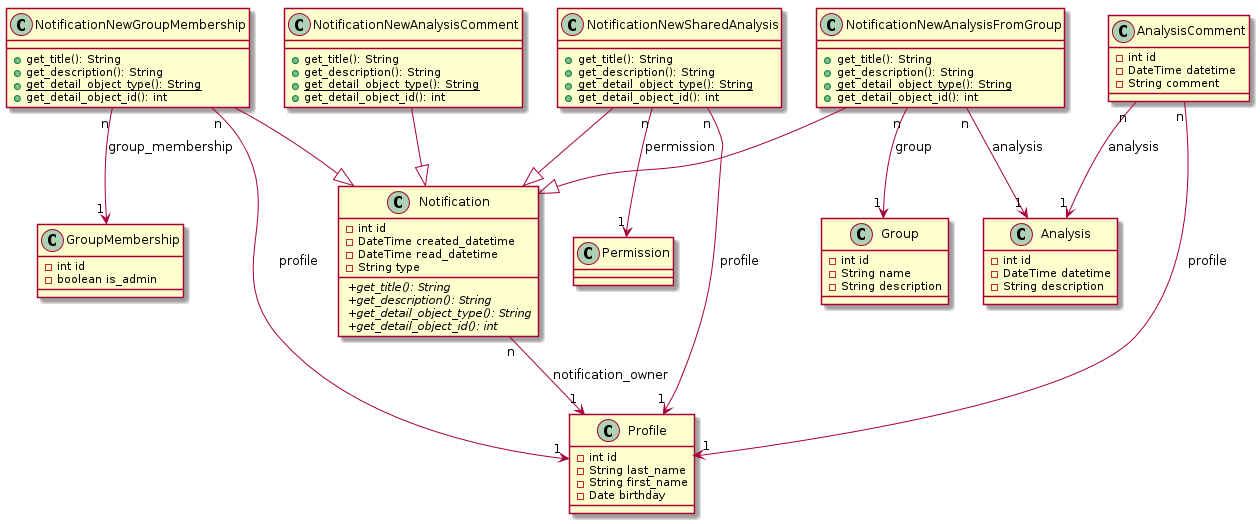 C NotificationNewGroupMembership
get_title(): String
get_description(): String
get_detail_object_type(): String
get_detail_object_id(): int
C NotificationNewAnalysisComment
get_title(): String
get_description(): String
get_detail_object_type(): String
get_detail_object_id(): int
C NotificationNewSharedAnalysis
get_title(): String
get_description(): String
get_detail_object_type(): String
get_detail_object_id(): int
C NotificationNewAnalysisFromGroup
get_title(): String
get_description(): String
get_detail_object_type(): String
get_detail_object_id(): int
C AnalysisComment
int id
DateTime datetime
String comment
n
n
n
n
n
n
n
n
group_membership
permission
group
analysis
analysis
1
1
1
1
1
C GroupMembership
int id
boolean is_admin
C Notification
int id
DateTime created_datetime
DateTime read_datetime
String type
+get_title(): String
+get_description(): String
+get_detail_object_type(): String
+get_detail_object_id(): int
C Permission
C Group
int id
String name
String description
C Analysis
int id
DateTime datetime
String description
profile
profile
profile
n
notification_owner
1
1
1
1
C Profile
int id
String last_name
String first_name
Date birthday